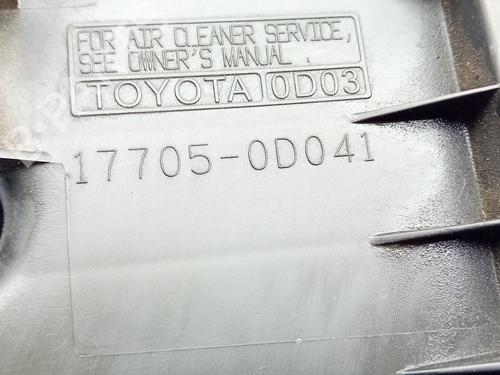 FOR AIR CLEANER SERVICE,
SEE OWNER'S MANUAL.
TOYOTA 0D03
17705-0D041